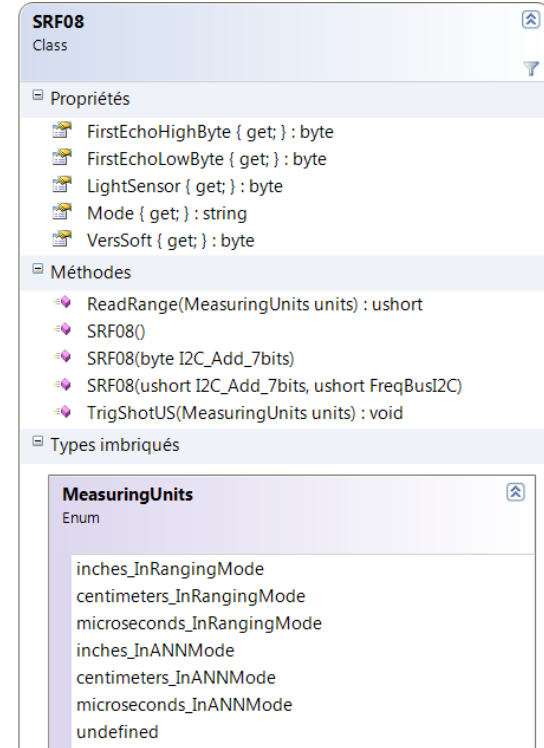 SRF08
Class
Propriétés
FirstEchoHighByte { get; } : byte
FirstEchoLowByte { get; } : byte
LightSensor { get; } : byte
Mode { get; } : string
VersSoft { get; } : byte
Méthodes
ReadRange(MeasuringUnits units) : ushort
SRF08()
SRF08(byte I2C_Add_7bits)
SRF08(ushort I2C_Add_7bits, ushort FreqBusI2C)
TrigShotUS(MeasuringUnits units) : void
Types imbriqués
MeasuringUnits
Enum
inches_InRangingMode
centimeters_InRangingMode
microseconds_InRangingMode
inches_InANNMode
centimeters_InANNMode
microseconds_InANNMode
undefined